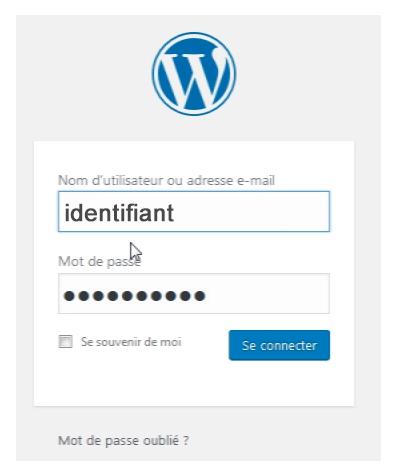 Nom d'utilisateur ou adresse e-mail
identifiant
Mot de passe
●●●●●●●●●●
Se souvenir de moi
Se connecter
Mot de passe oublié ?